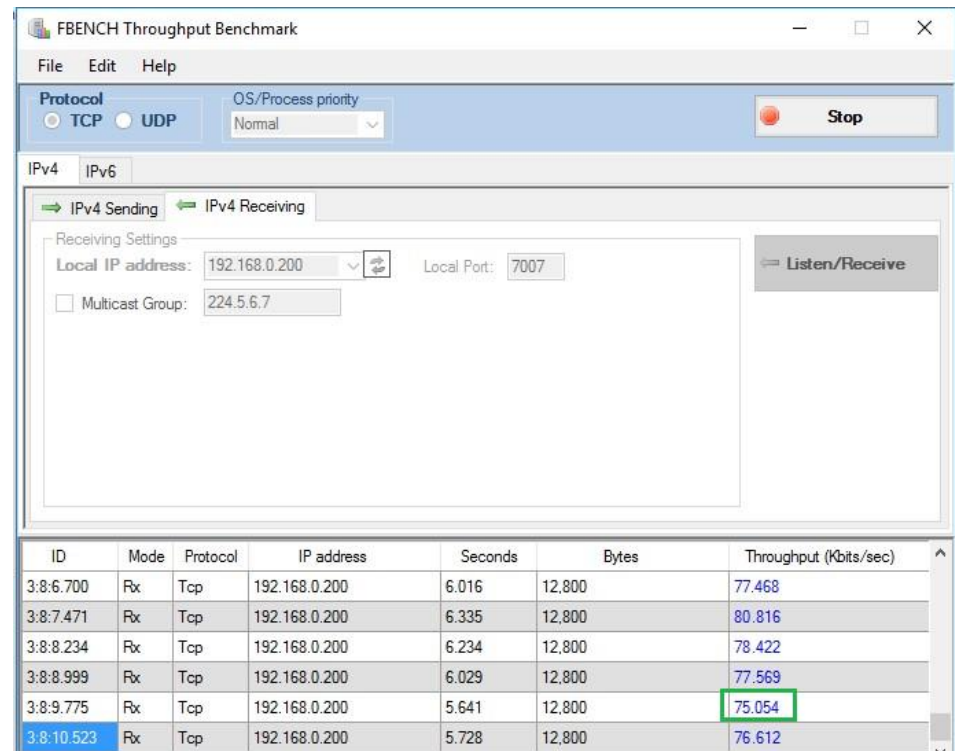 FBENCH Throughput Benchmark
File Edit Help
Protocol OS/Process priority
TCP UDP Normal Stop
IPv4 IPv6
IPv4 Sending IPv4 Receiving
Receiving Settings
Local IP address: 192.168.0.200 Local Port: 7007 Listen/Receive
Multicast Group: 224.5.6.7
ID Mode Protocol IP address Seconds Bytes Throughput (Kbits/sec)
3:8:6.700 Rx Tcp 192.168.0.200 6.016 12,800 77.468
3:8:7.471 Rx Tcp 192.168.0.200 6.335 12,800 80.816
3:8:8.234 Rx Tcp 192.168.0.200 6.234 12,800 78.422
3:8:8.999 Rx Tcp 192.168.0.200 6.029 12,800 77.569
3:8:9.775 Rx Tcp 192.168.0.200 5.641 12,800 75.054
3:8:10.523 Rx Tcp 192.168.0.200 5.728 12,800 76.612